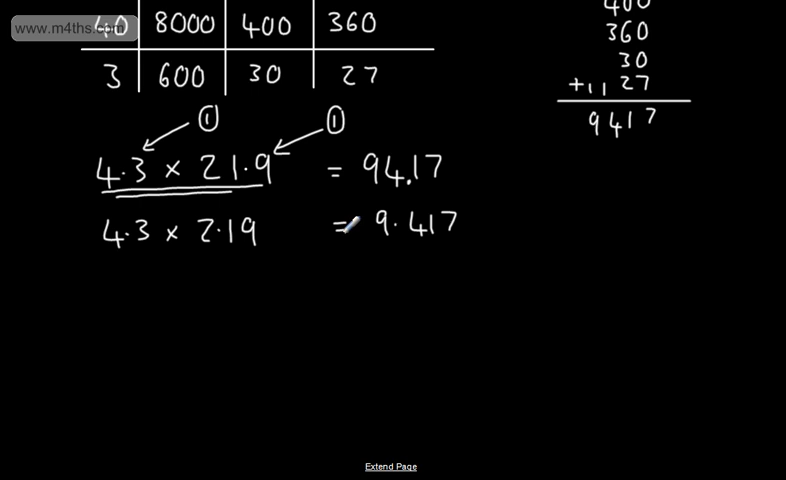 www.m4ths.com
40 8000 400 360
3 600 30 27
400
360
30
+11 27
9417
1 1
4.3 × 21.9 = 94.17
4.3 × 2.19 = 9.417
Extend Page